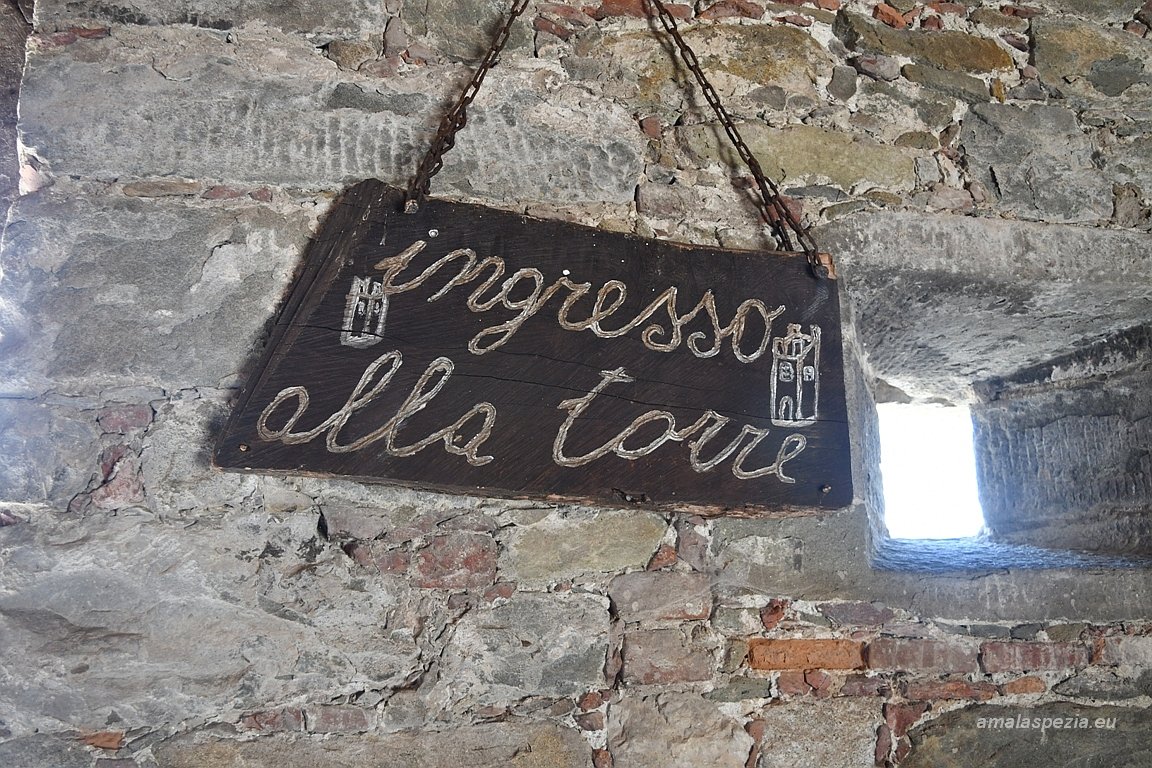 ingresso
alla torre
amalaspezia.eu